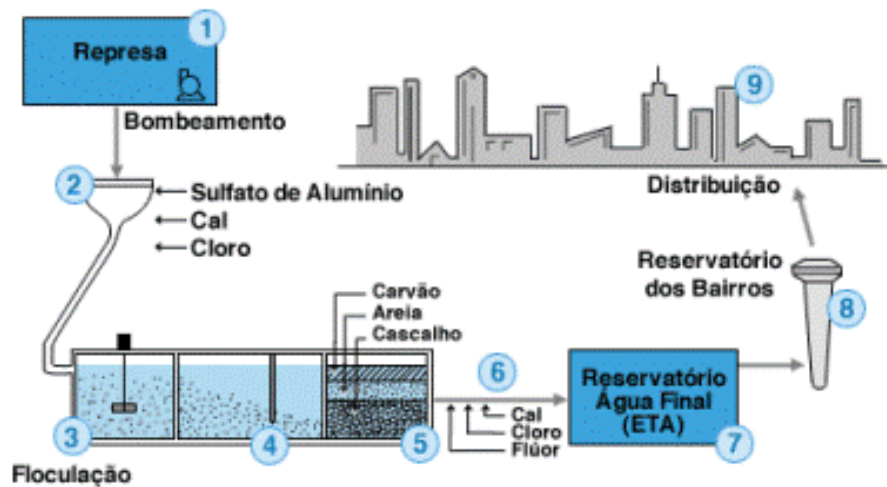 1
Represa
Bombeamento
2
Sulfato de Alumínio
Cal
Cloro
9
Distribuição
Reservatório
dos Bairros
8
Carvão
Areia
Cascalho
3
4
5
Floculação
6
Cal
Cloro
Flúor
Reservatório
Água Final
(ETA)
7